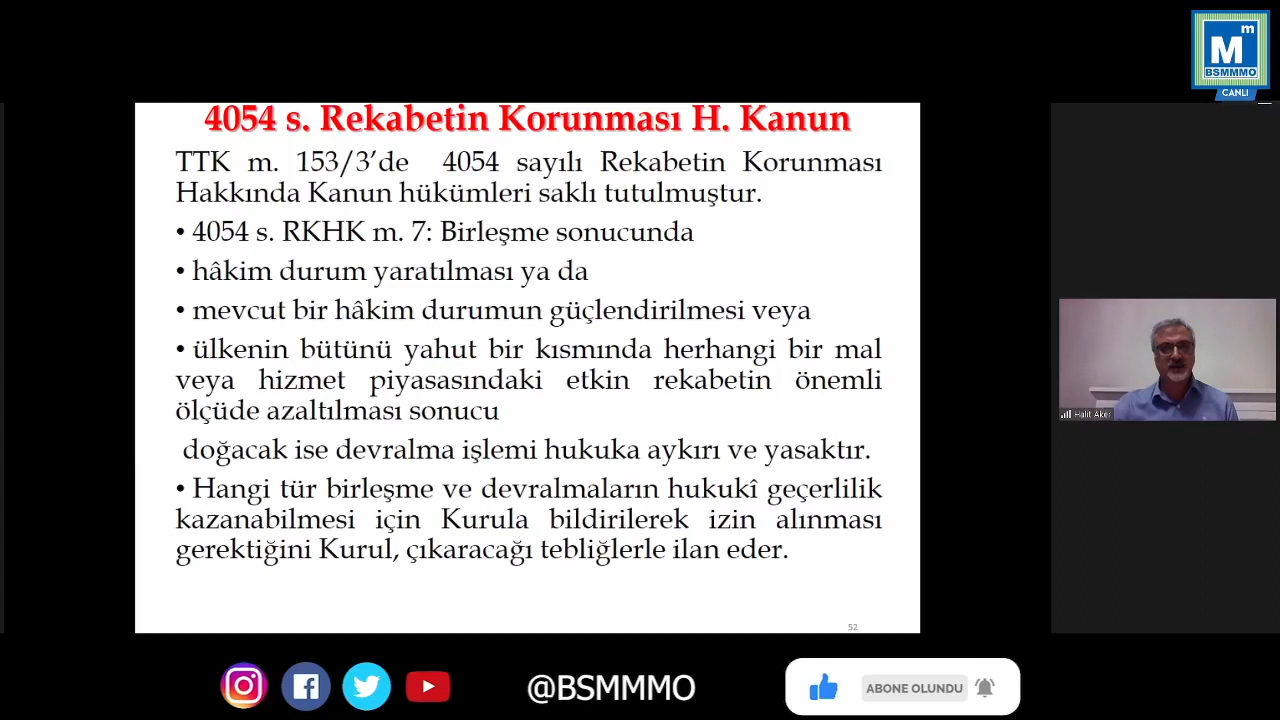 Mm
BSMMMO
CANLI
4054 s. Rekabetin Korunması H. Kanun
TTK m. 153/3’de 4054 sayılı Rekabetin Korunması
Hakkında Kanun hükümleri saklı tutulmuştur.
• 4054 s. RKHK m. 7: Birleşme sonucunda
• hâkim durum yaratılması ya da
• mevcut bir hâkim durumun güçlendirilmesi veya
• ülkenin bütünü yahut bir kısmında herhangi bir mal
veya hizmet piyasasındaki etkin rekabetin önemli
ölçüde azaltılması sonucu
doğacak ise devralma işlemi hukuka aykırı ve yasaktır.
• Hangi tür birleşme ve devralmaların hukukî geçerlilik
kazanabilmesi için Kurula bildirilerek izin alınması
gerektiğini Kurul, çıkaracağı tebliğlerle ilan eder.
52
Halit Aker
@BSMMMO
ABONE OLUNDU